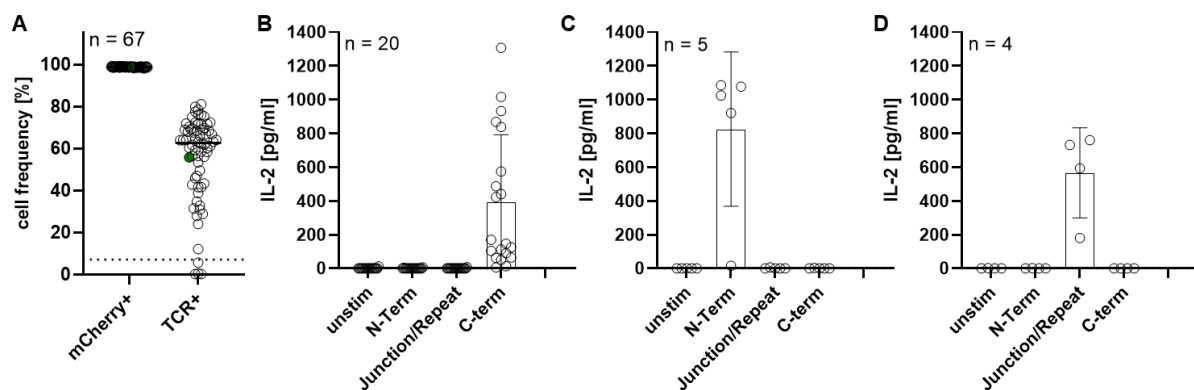 A
n = 67
cell frequency [%]
100
80
60
40
20
0
mCherry+
TCR+
B
n = 20
IL-2 [pg/ml]
1400
1200
1000
800
600
400
200
0
unstim
N-Term
Junction/Repeat
C-term
C
n = 5
IL-2 [pg/ml]
1400
1200
1000
800
600
400
200
0
unstim
N-Term
Junction/Repeat
C-term
D
n = 4
IL-2 [pg/ml]
1400
1200
1000
800
600
400
200
0
unstim
N-Term
Junction/Repeat
C-term